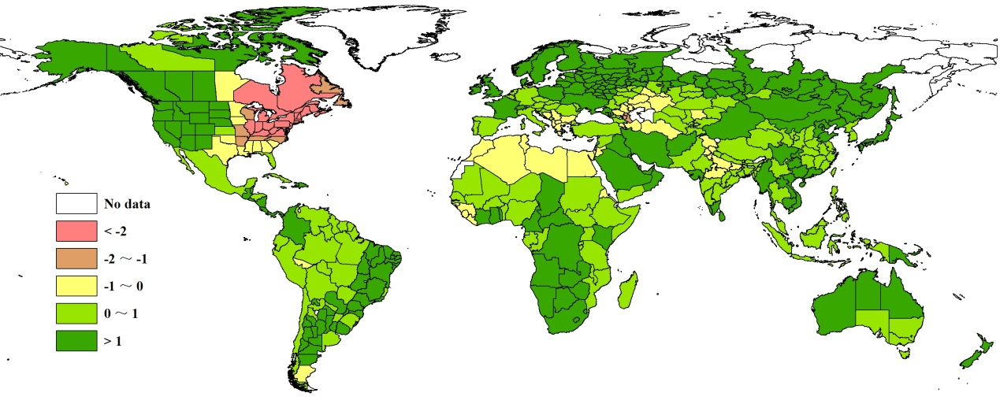 No data
< -2
-2 ～ -1
-1 ～ 0
0 ～ 1
> 1